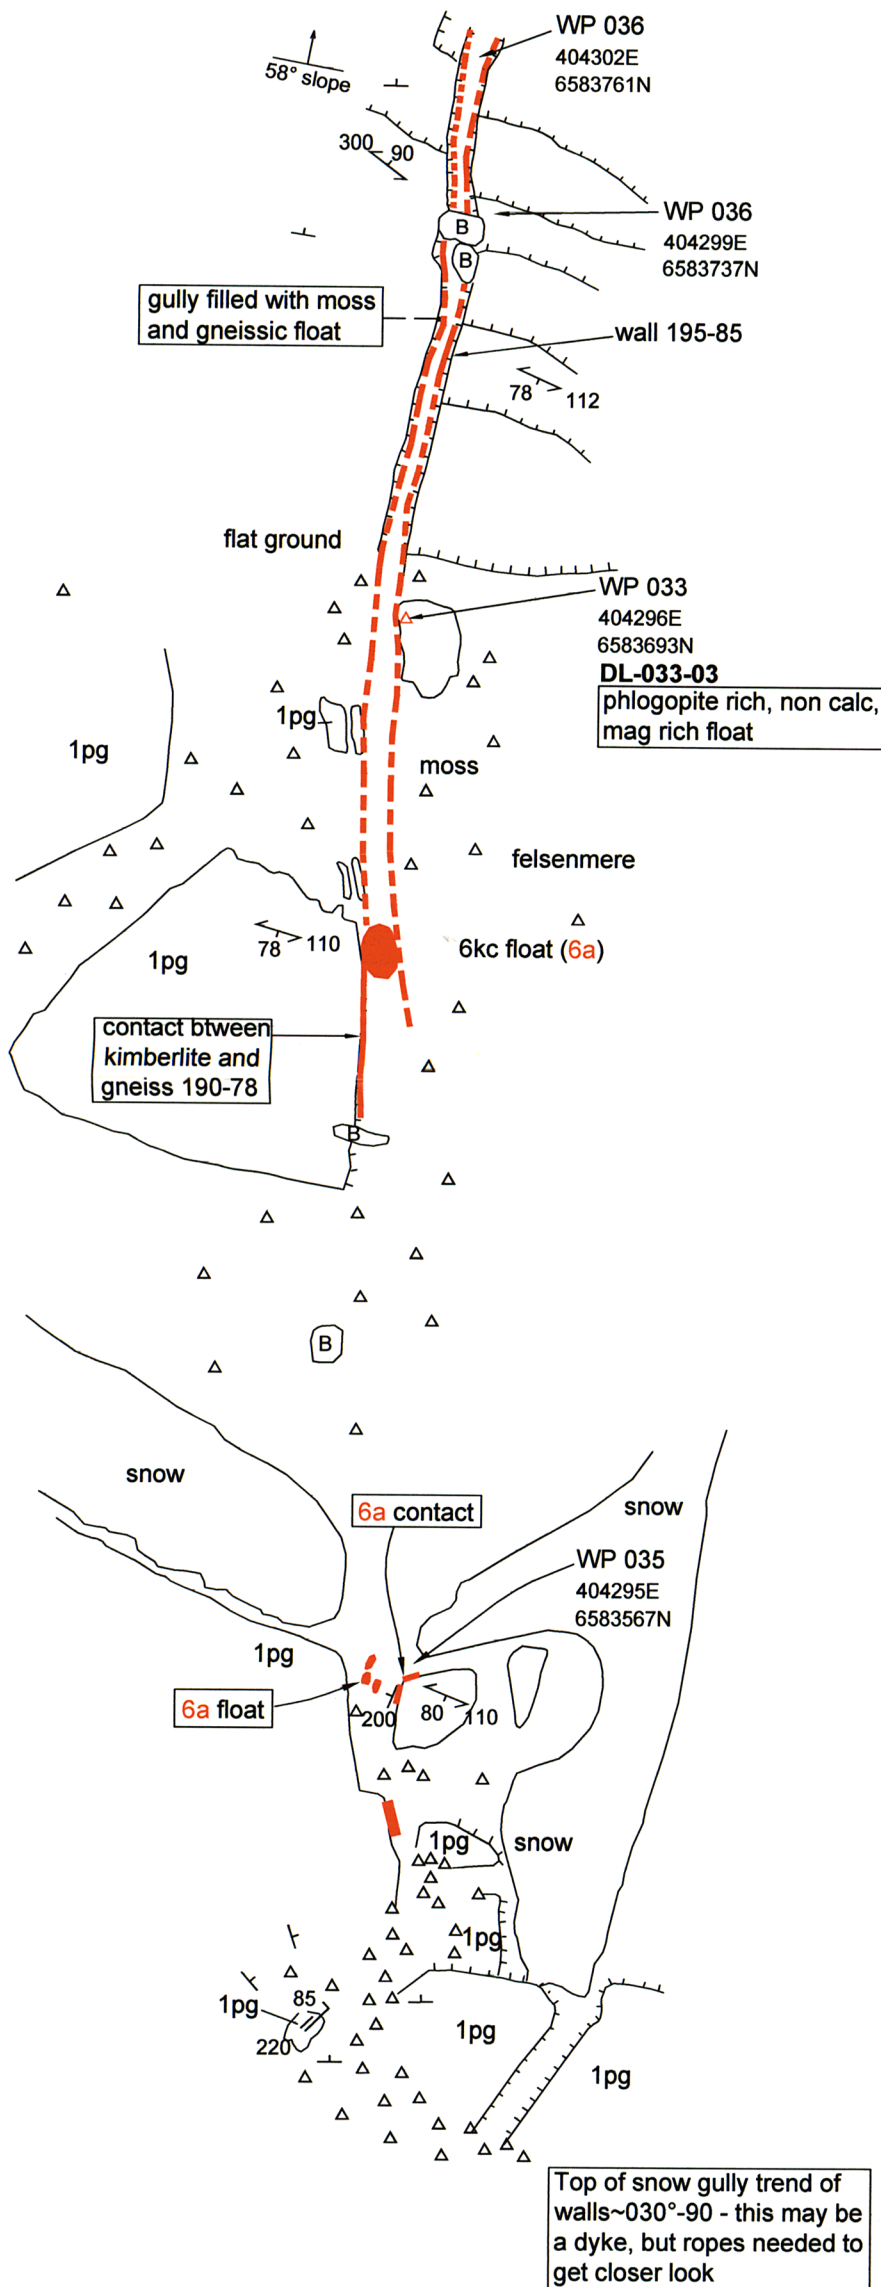 WP 036
404302E
6583761N
58° slope
300 90
WP 036
404299E
6583737N
B
B
gully filled with moss
and gneissic float
wall 195-85
78 112
flat ground
WP 033
404296E
6583693N
DL-033-03
phlogopite rich, non calc,
mag rich float
1pg
1pg
moss
felsenmere
78 110
1pg
6kc float (6a)
contact btween
kimberlite and
gneiss 190-78
B
B
snow
6a contact
snow
WP 035
404295E
6583567N
1pg
6a float
200 80 110
1pg
snow
1pg
85
1pg
220
1pg
1pg
Top of snow gully trend of
walls~030°-90 - this may be
a dyke, but ropes needed to
get closer look